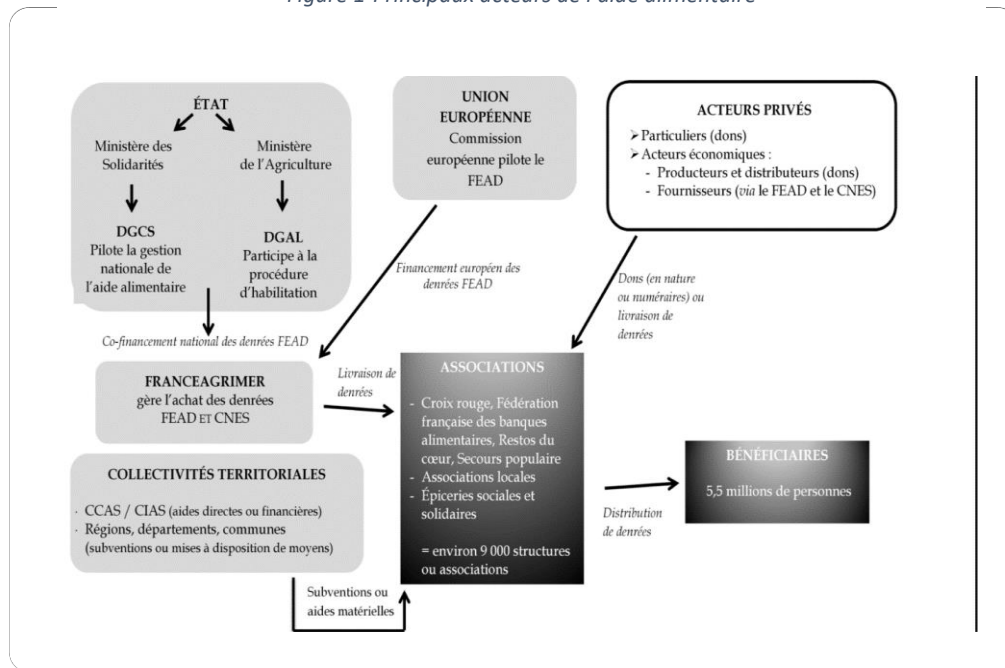 Figure 1 Principaux acteurs de l'aide alimentaire
ÉTAT
Ministère des
Solidarités
Ministère
de l'Agriculture
DGCS
Pilote la gestion
nationale de
l'aide alimentaire
DGAL
Participe à la
procédure
d'habilitation
UNION
EUROPÉENNE
Commission
européenne pilote le
FEAD
ACTEURS PRIVÉS
➤ Particuliers (dons)
➤ Acteurs économiques :
- Producteurs et distributeurs (dons)
- Fournisseurs (via le FEAD et le CNES)
Financement européen des
denrées FEAD
Dons (en nature
ou numéraires) ou
livraison de
denrées
Co-financement national des denrées FEAD
FRANCEAGRIMER
gère l'achat des denrées
FEAD ET CNES
Livraison de
denrées
ASSOCIATIONS
- Croix rouge, Fédération
française des banques
alimentaires, Restos du
cœur, Secours populaire
- Associations locales
- Épiceries sociales et
solidaires
= environ 9 000 structures
ou associations
BÉNÉFICIAIRES
5,5 millions de personnes
Distribution
de denrées
COLLECTIVITÉS TERRITORIALES
· CCAS / CIAS (aides directes ou financières)
· Régions, départements, communes
(subventions ou mises à disposition de moyens)
Subventions ou
aides matérielles